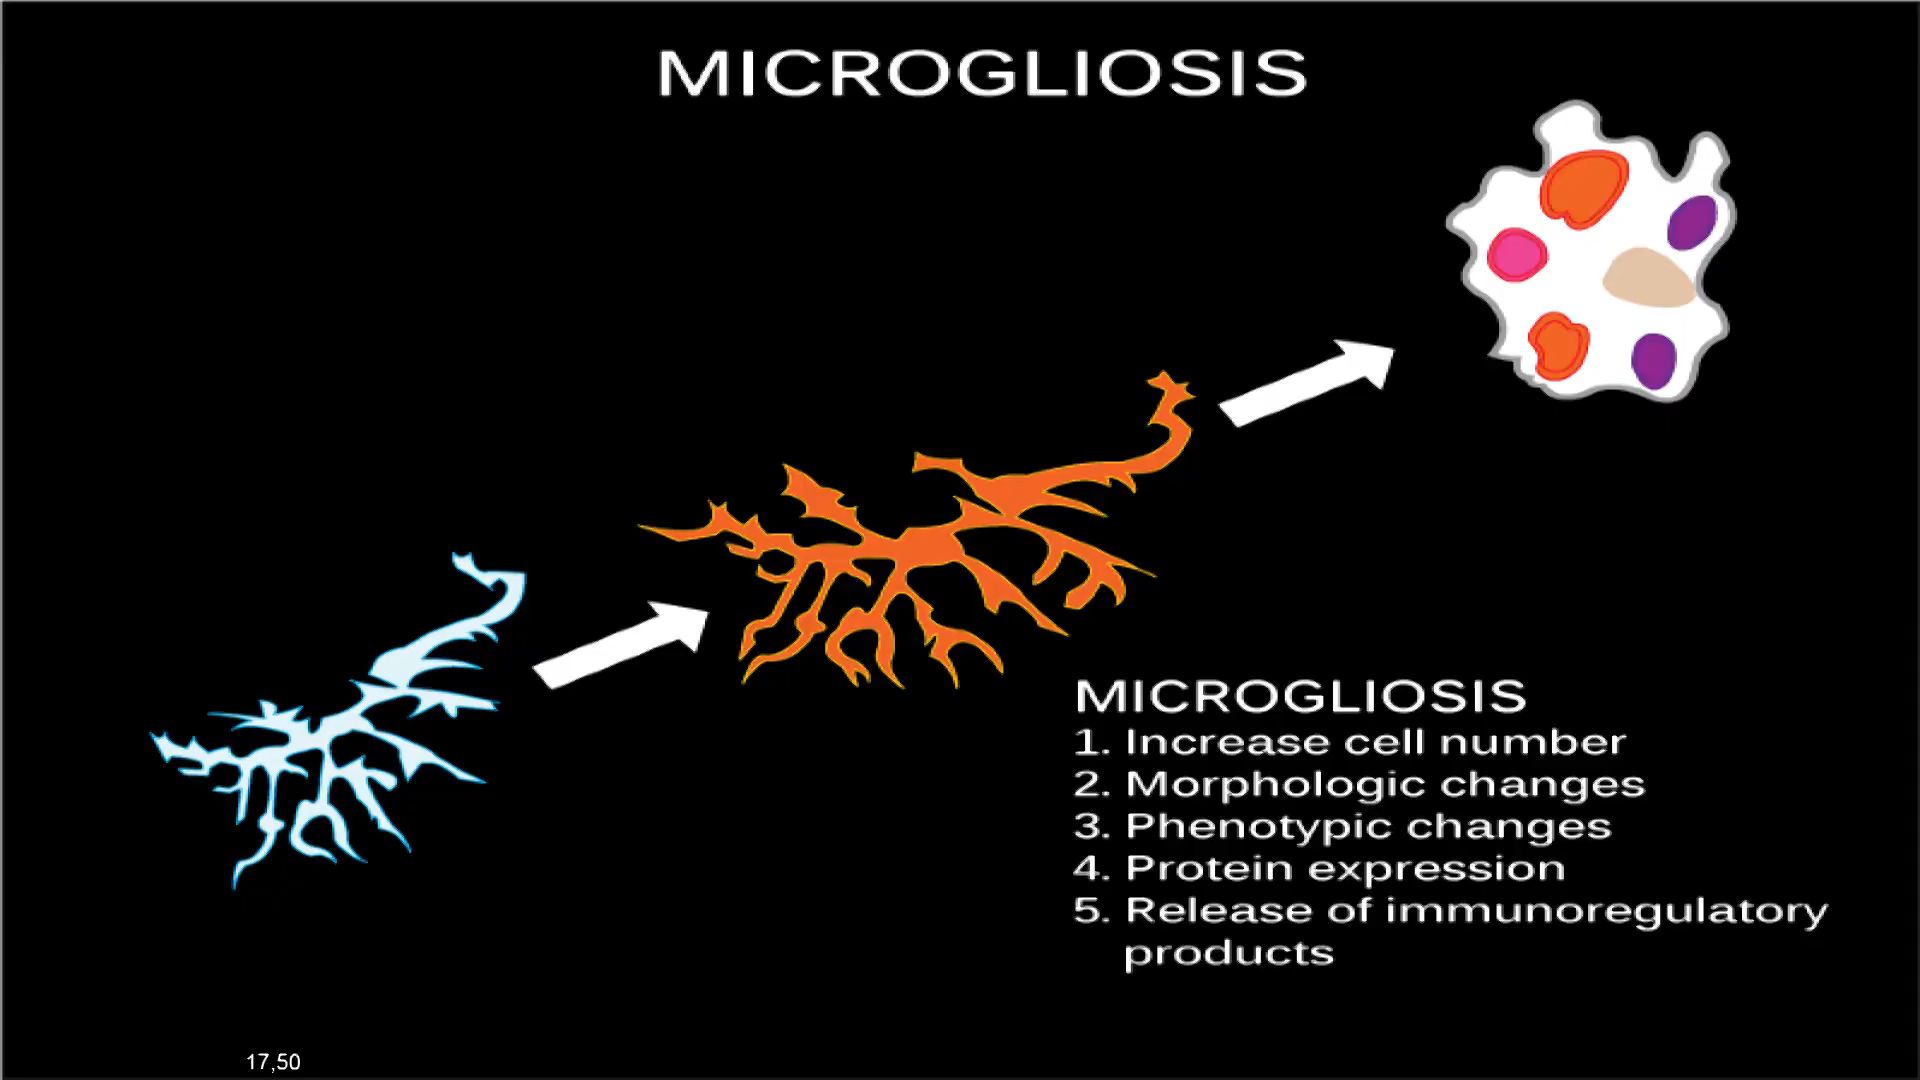 MICROGLIOSIS
MICROGLIOSIS
1. Increase cell number
2. Morphologic changes
3. Phenotypic changes
4. Protein expression
5. Release of immunoregulatory
products
17,50